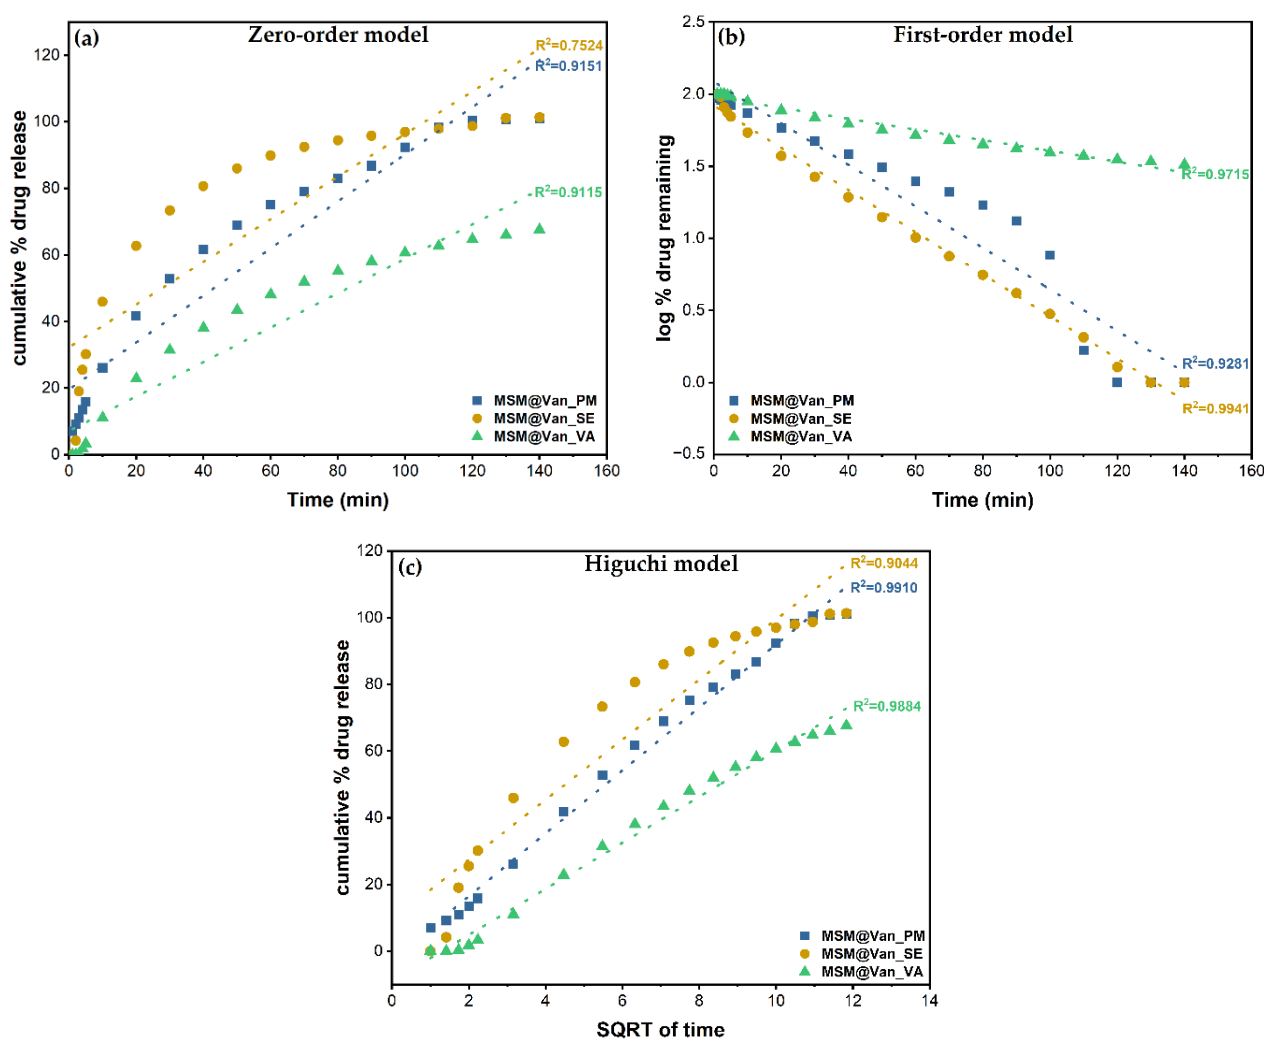 (a)
Zero-order model
R²=0.7524
R²=0.9151
R²=0.9115
120
100
80
60
40
20
0
cumulative % drug release
MSM@Van_PM
MSM@Van_SE
MSM@Van_VA
0 20 40 60 80 100 120 140 160
Time (min)
(b)
First-order model
2.5
2.0
1.5
1.0
0.5
0.0
−0.5
log % drug remaining
R²=0.9715
R²=0.9281
R²=0.9941
MSM@Van_PM
MSM@Van_SE
MSM@Van_VA
0 20 40 60 80 100 120 140 160
Time (min)
(c)
Higuchi model
R²=0.9044
R²=0.9910
R²=0.9884
120
100
80
60
40
20
0
cumulative % drug release
MSM@Van_PM
MSM@Van_SE
MSM@Van_VA
0 2 4 6 8 10 12 14
SQRT of time